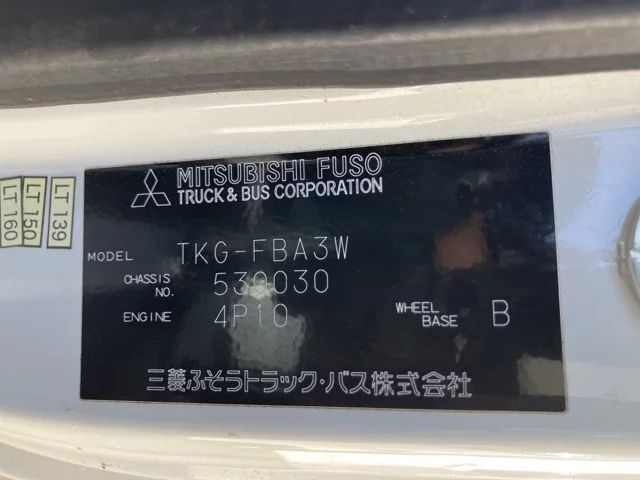 MITSUBISHI FUSO
TRUCK & BUS CORPORATION
LT 160
LT 150
LT 139
MODEL TKG-FBA3W
CHASSIS NO. 530030
ENGINE 4P10 WHEEL BASE B
三菱ふそうトラック・バス株式会社